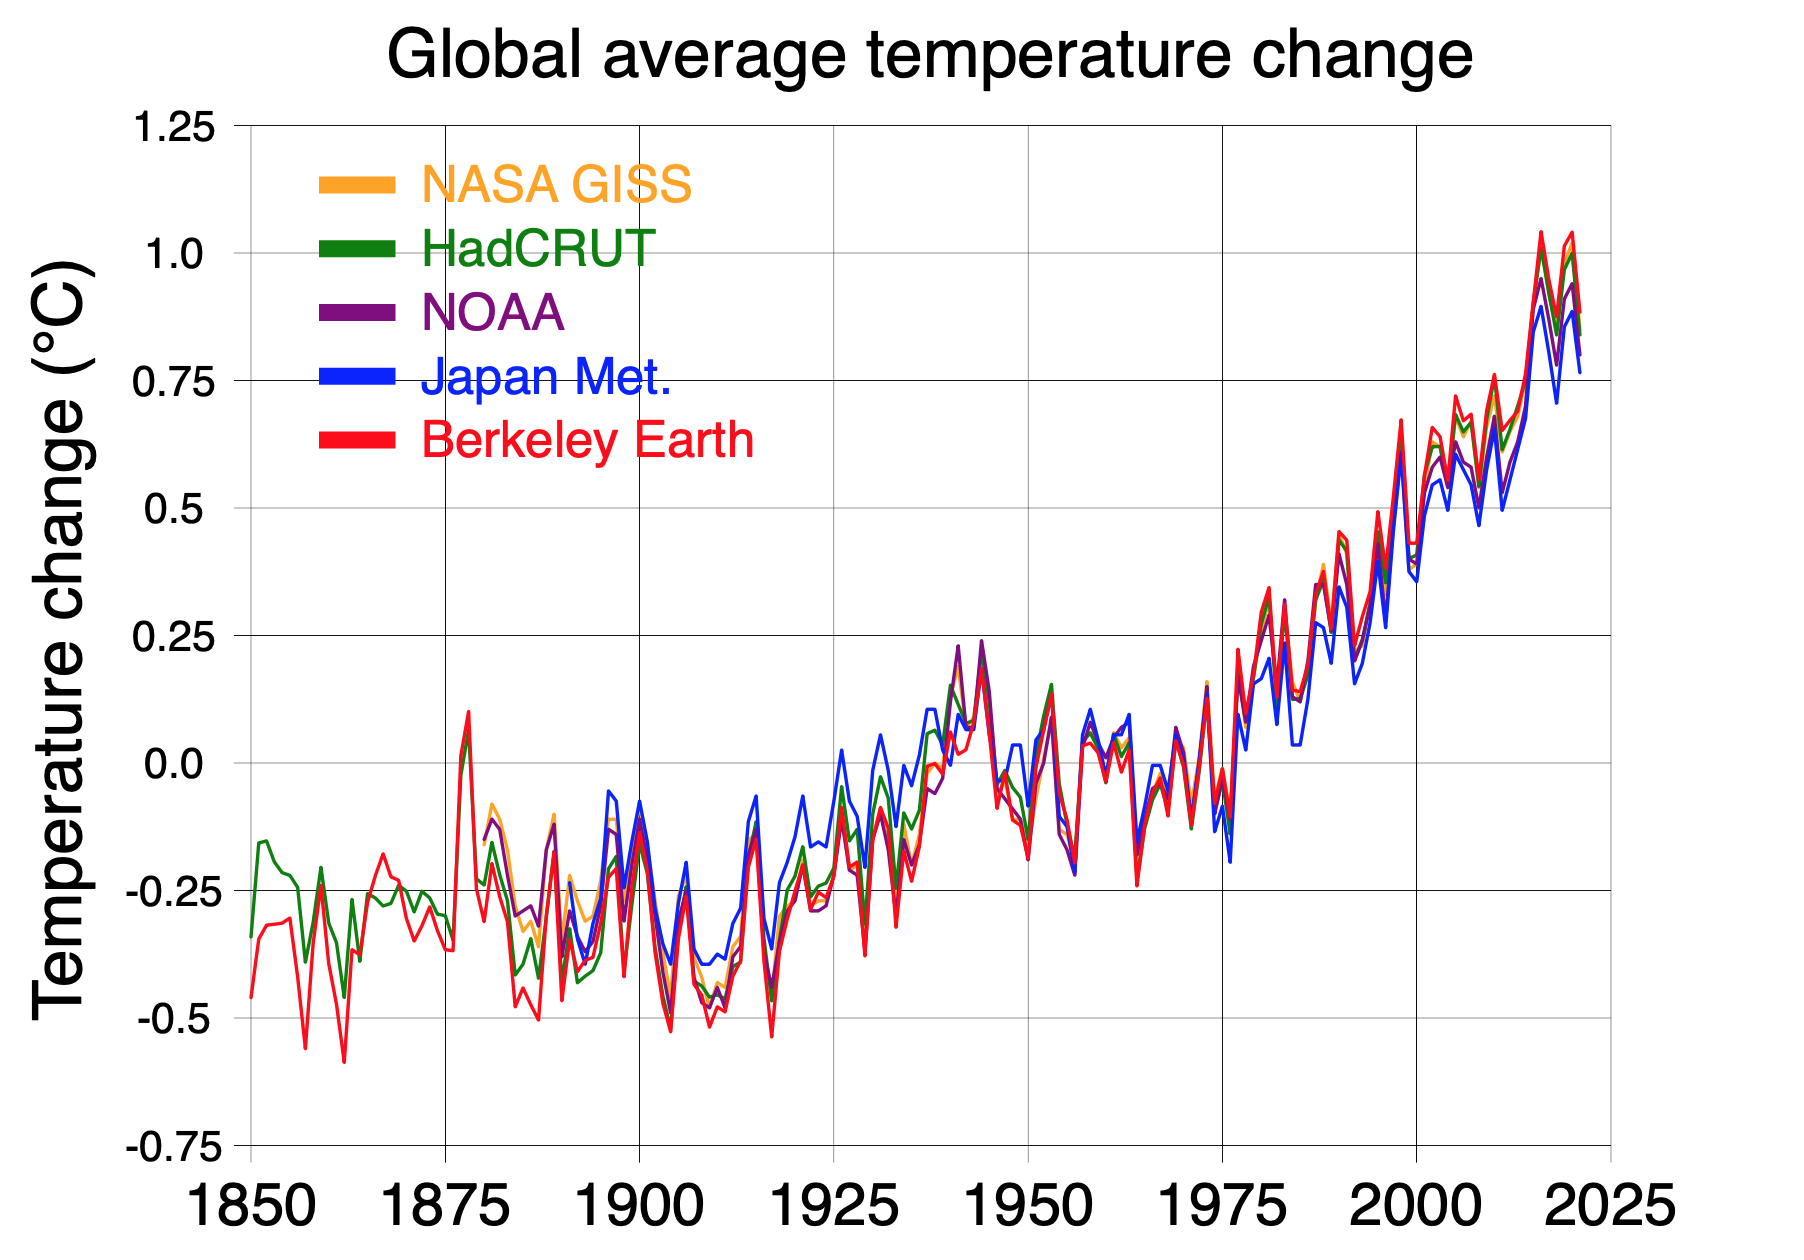 Global average temperature change
1.25
1.0
0.75
0.5
0.25
0.0
-0.25
-0.5
-0.75
Temperature change (°C)
NASA GISS
HadCRUT
NOAA
Japan Met.
Berkeley Earth
1850 1875 1900 1925 1950 1975 2000 2025